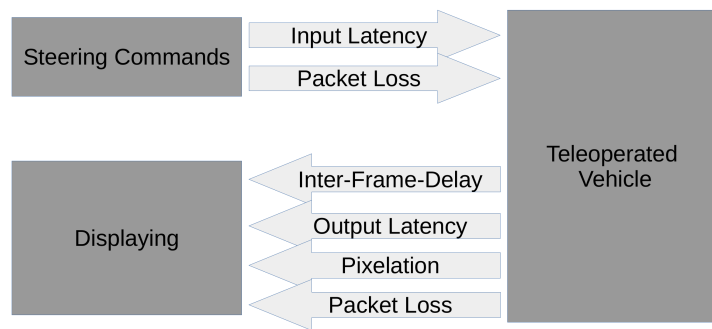 Steering Commands
Input Latency
Packet Loss
Teleoperated
Vehicle
Displaying
Inter-Frame-Delay
Output Latency
Pixelation
Packet Loss